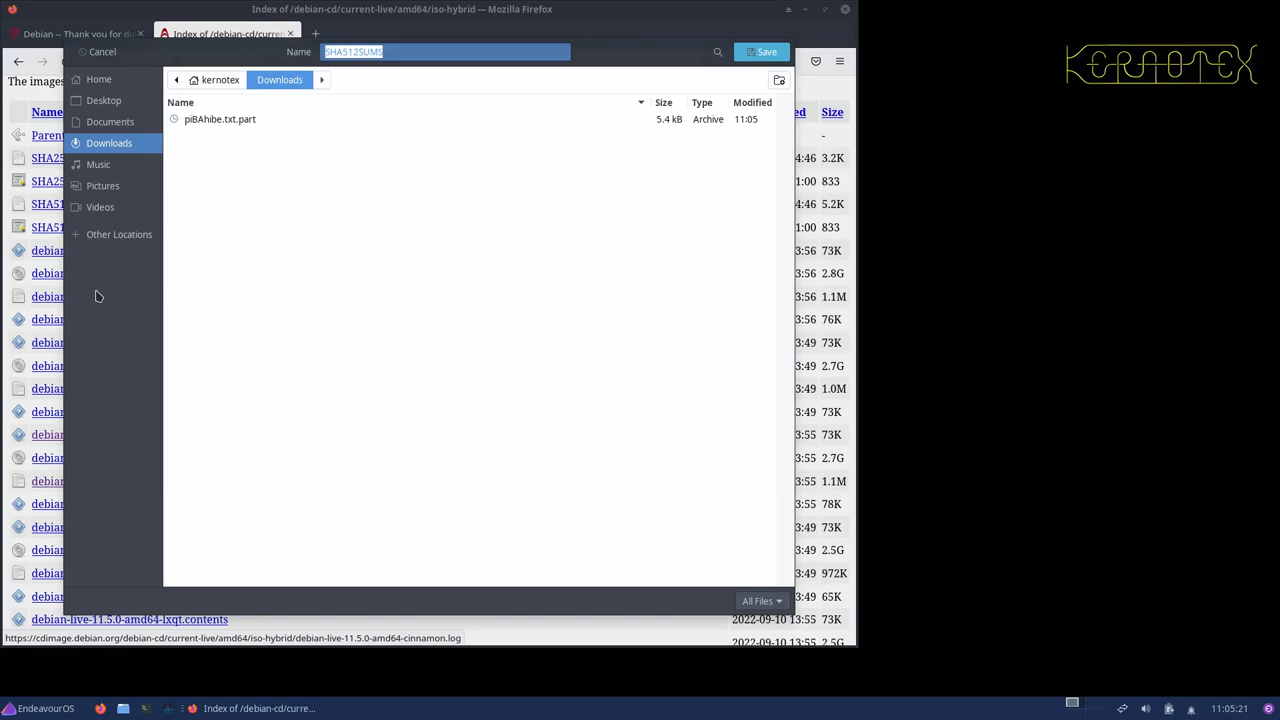 Index of /debian-cd/current-live/amd64/iso-hybrid — Mozilla Firefox
Debian -- Thank you for do
Index of /debian-cd/curren
Cancel
Name
SHA512SUMS
Save
The images
Home
Desktop
Documents
Downloads
Music
Pictures
Videos
Other Locations
kernotex
Downloads
Name
Size
Type
Modified
piBAhibe.txt.part
5.4 kB
Archive
11:05
All Files
Name
ed
Size
Parent
-
SHA25
4:46
3.2K
SHA25
1:00
833
SHA51
4:46
5.2K
SHA51
1:00
833
debian
3:56
73K
debian
3:56
2.8G
debian
3:56
1.1M
debian
3:56
76K
debian
3:49
73K
debian
3:49
2.7G
debian
3:49
1.0M
debian
3:49
73K
debian
3:55
73K
debian
3:55
2.7G
debian
3:55
1.1M
debian
3:55
78K
debian
3:49
73K
debian
3:49
2.5G
debian
3:49
972K
debian
3:49
65K
debian-live-11.5.0-amd64-lxqt.contents
2022-09-10 13:55
73K
2022-09-10 13:55
2.5G
https://cdimage.debian.org/debian-cd/current-live/amd64/iso-hybrid/debian-live-11.5.0-amd64-cinnamon.log
KERNOTEX
EndeavourOS
Index of /debian-cd/curre...
11:05:21